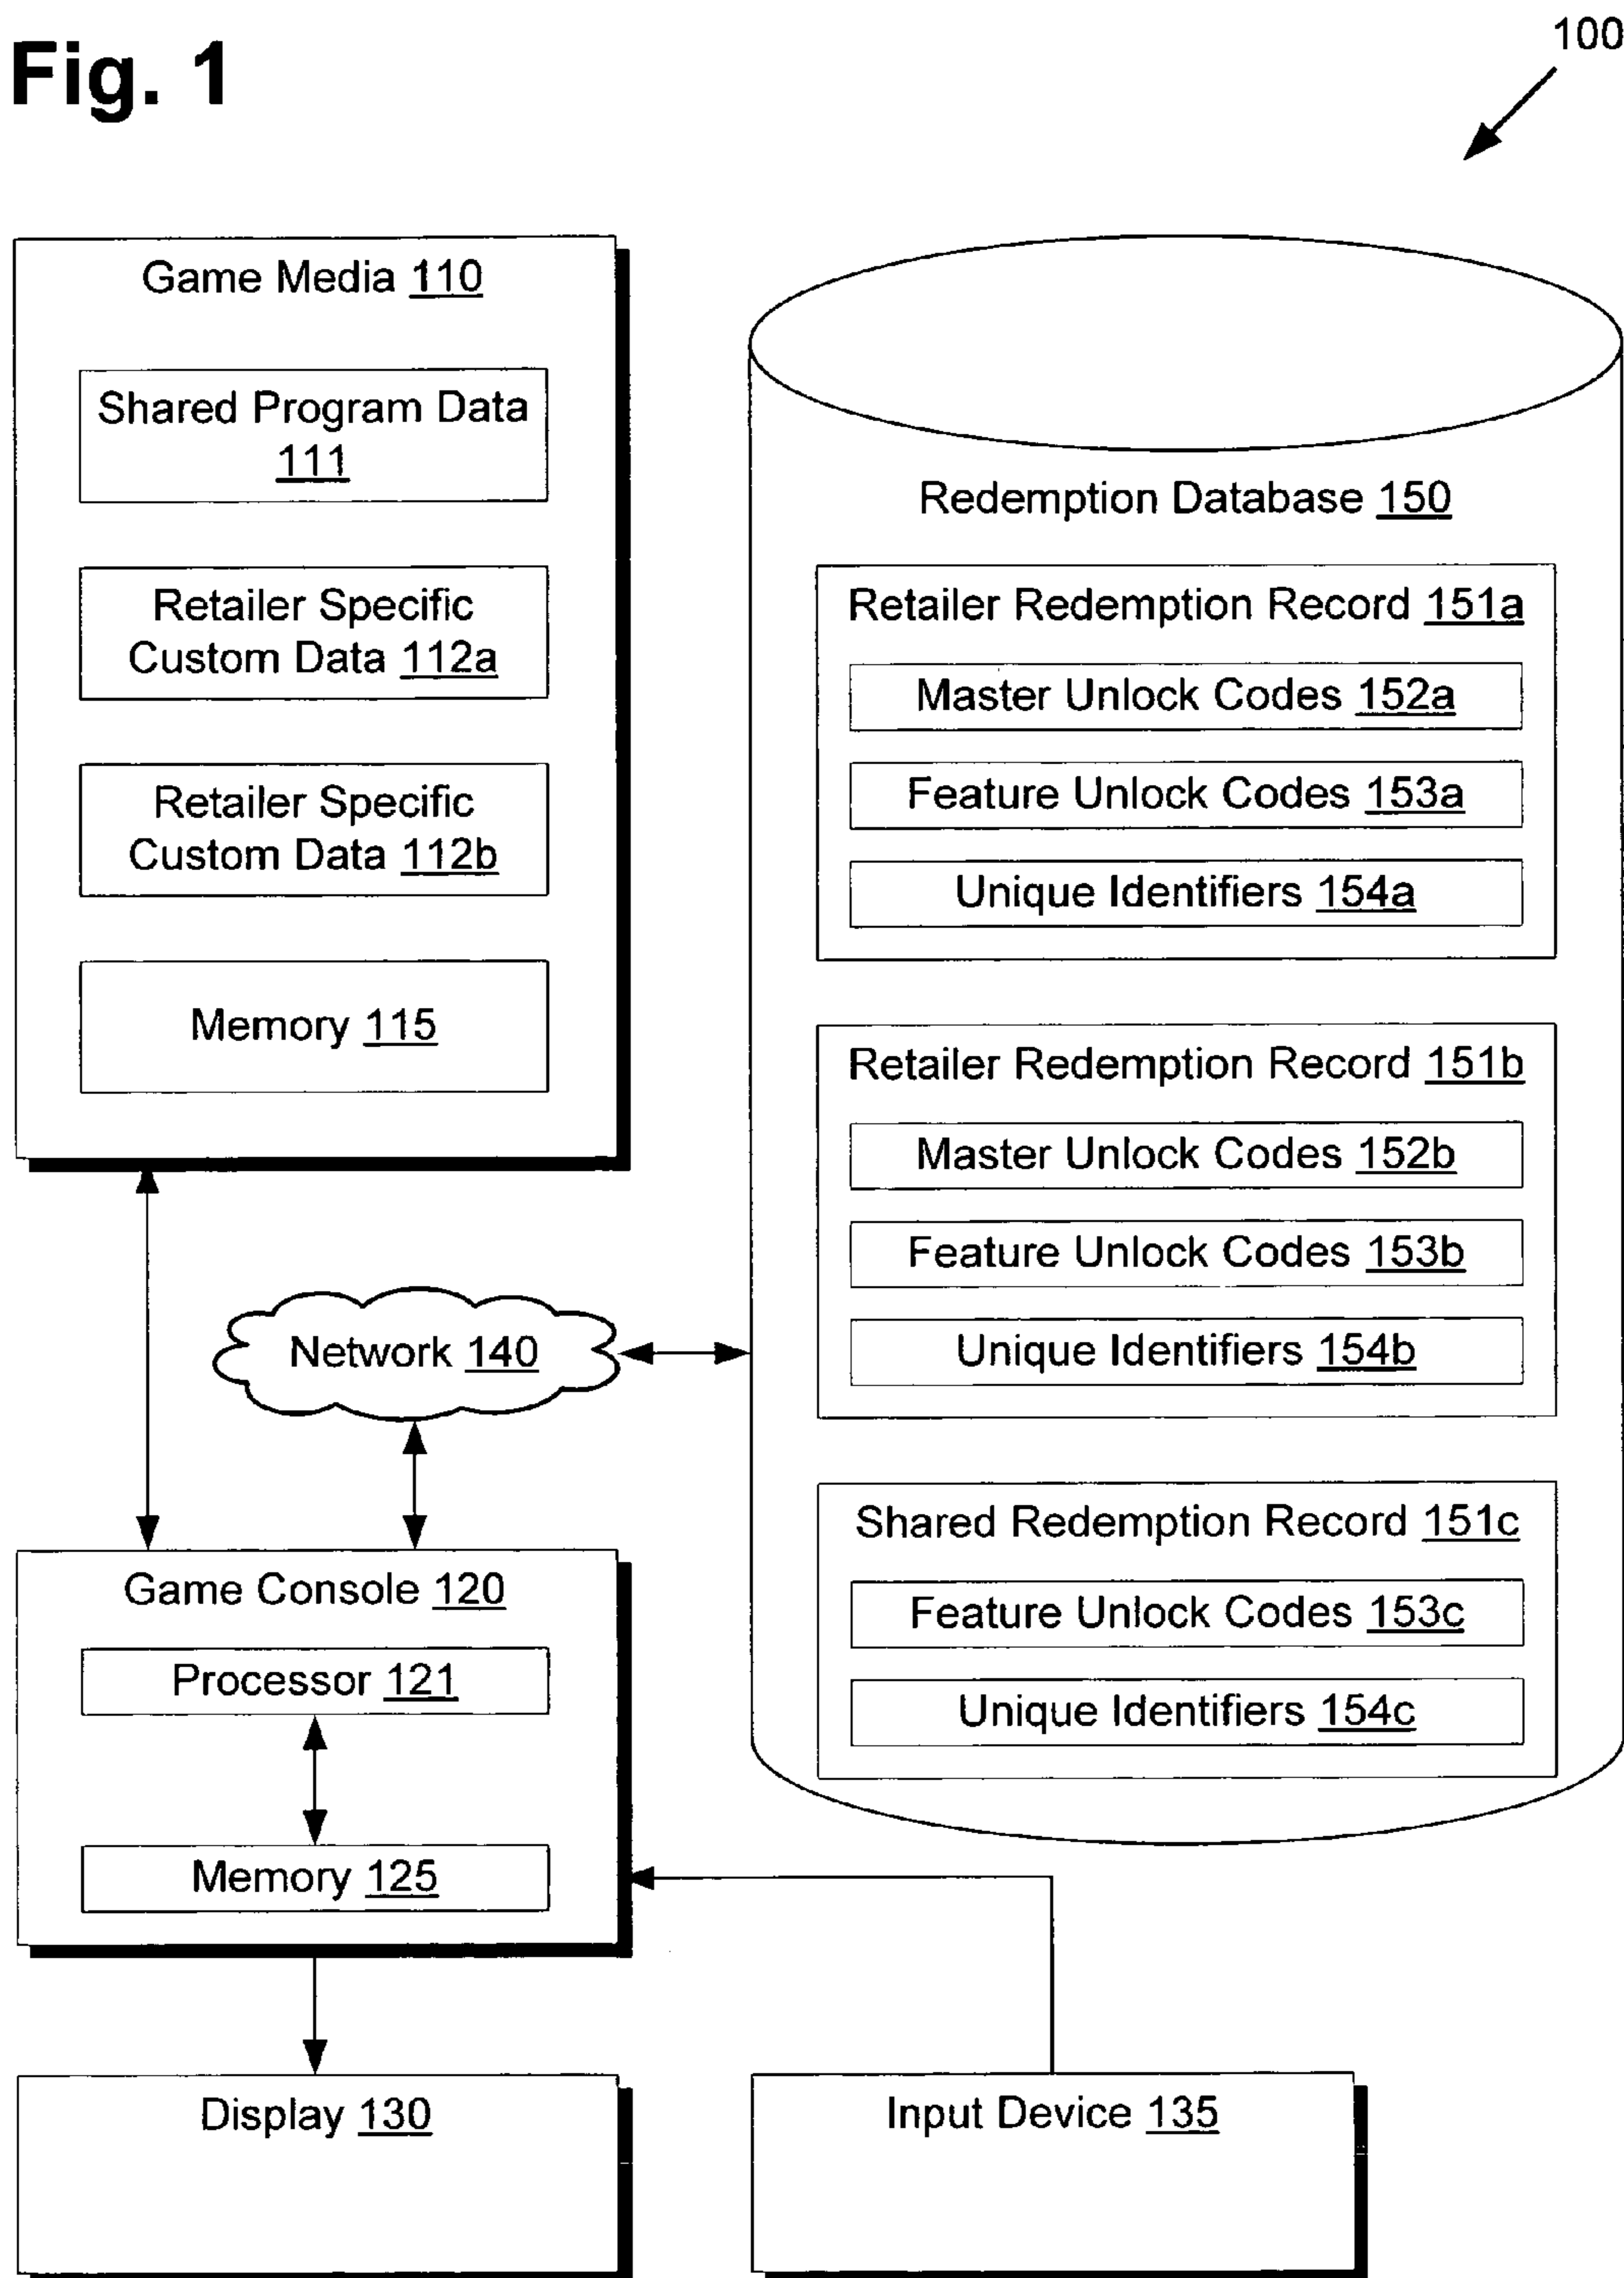 Fig. 1
100
Game Media 110
Shared Program Data
111
Retailer Specific
Custom Data 112a
Retailer Specific
Custom Data 112b
Memory 115
Redemption Database 150
Retailer Redemption Record 151a
Master Unlock Codes 152a
Feature Unlock Codes 153a
Unique Identifiers 154a
Retailer Redemption Record 151b
Master Unlock Codes 152b
Feature Unlock Codes 153b
Unique Identifiers 154b
Shared Redemption Record 151c
Feature Unlock Codes 153c
Unique Identifiers 154c
Network 140
Game Console 120
Processor 121
Memory 125
Display 130
Input Device 135